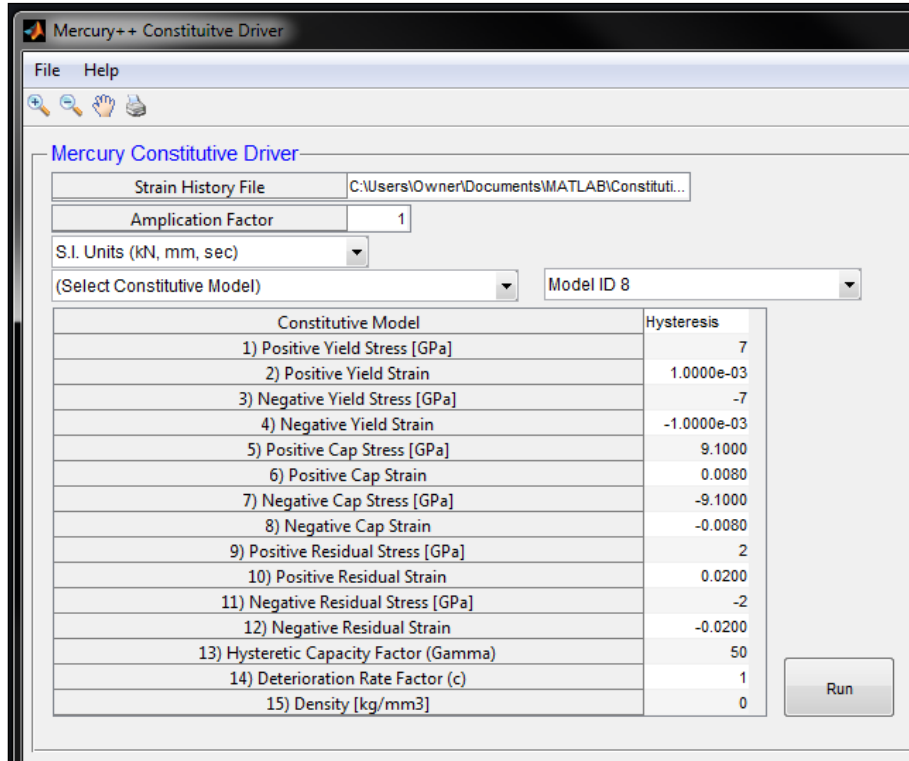 Mercury++ Constituitve Driver
File Help
Mercury Constitutive Driver
Strain History File C:\Users\Owner\Documents\MATLAB\Constituti...
Amplication Factor 1
S.I. Units (kN, mm, sec)
(Select Constitutive Model) Model ID 8
Constitutive Model Hysteresis
1) Positive Yield Stress [GPa] 7
2) Positive Yield Strain 1.0000e-03
3) Negative Yield Stress [GPa] -7
4) Negative Yield Strain -1.0000e-03
5) Positive Cap Stress [GPa] 9.1000
6) Positive Cap Strain 0.0080
7) Negative Cap Stress [GPa] -9.1000
8) Negative Cap Strain -0.0080
9) Positive Residual Stress [GPa] 2
10) Positive Residual Strain 0.0200
11) Negative Residual Stress [GPa] -2
12) Negative Residual Strain -0.0200
13) Hysteretic Capacity Factor (Gamma) 50
14) Deterioration Rate Factor (c) 1
15) Density [kg/mm3] 0
Run